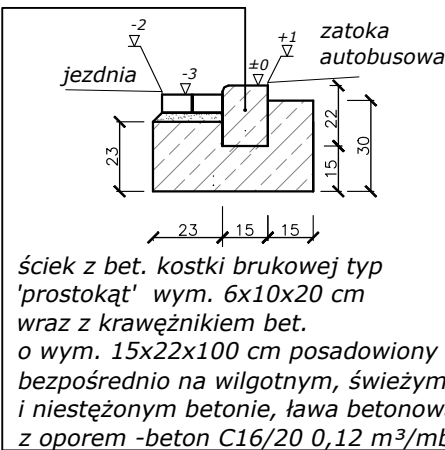 -2
+1
zatoka
autobusowa
±0
jezdnia
-3
22
30
23
15
23
15
15
ściek z bet. kostki brukowej typ
'prostokąt' wym. 6x10x20 cm
wraz z krawężnikiem bet.
o wym. 15x22x100 cm posadowiony
bezpośrednio na wilgotnym, świeżym
i niestężonym betonie, ława betonowa
z oporem -beton C16/20 0,12 m³/mb